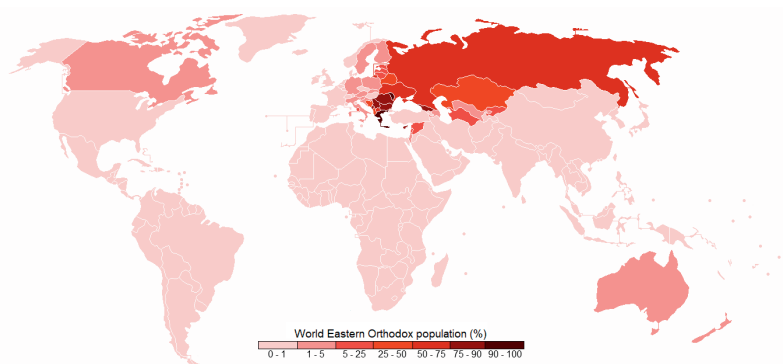 World Eastern Orthodox population (%)
0 - 1 1 - 5 5 - 25 25 - 50 50 - 75 75 - 90 90 - 100